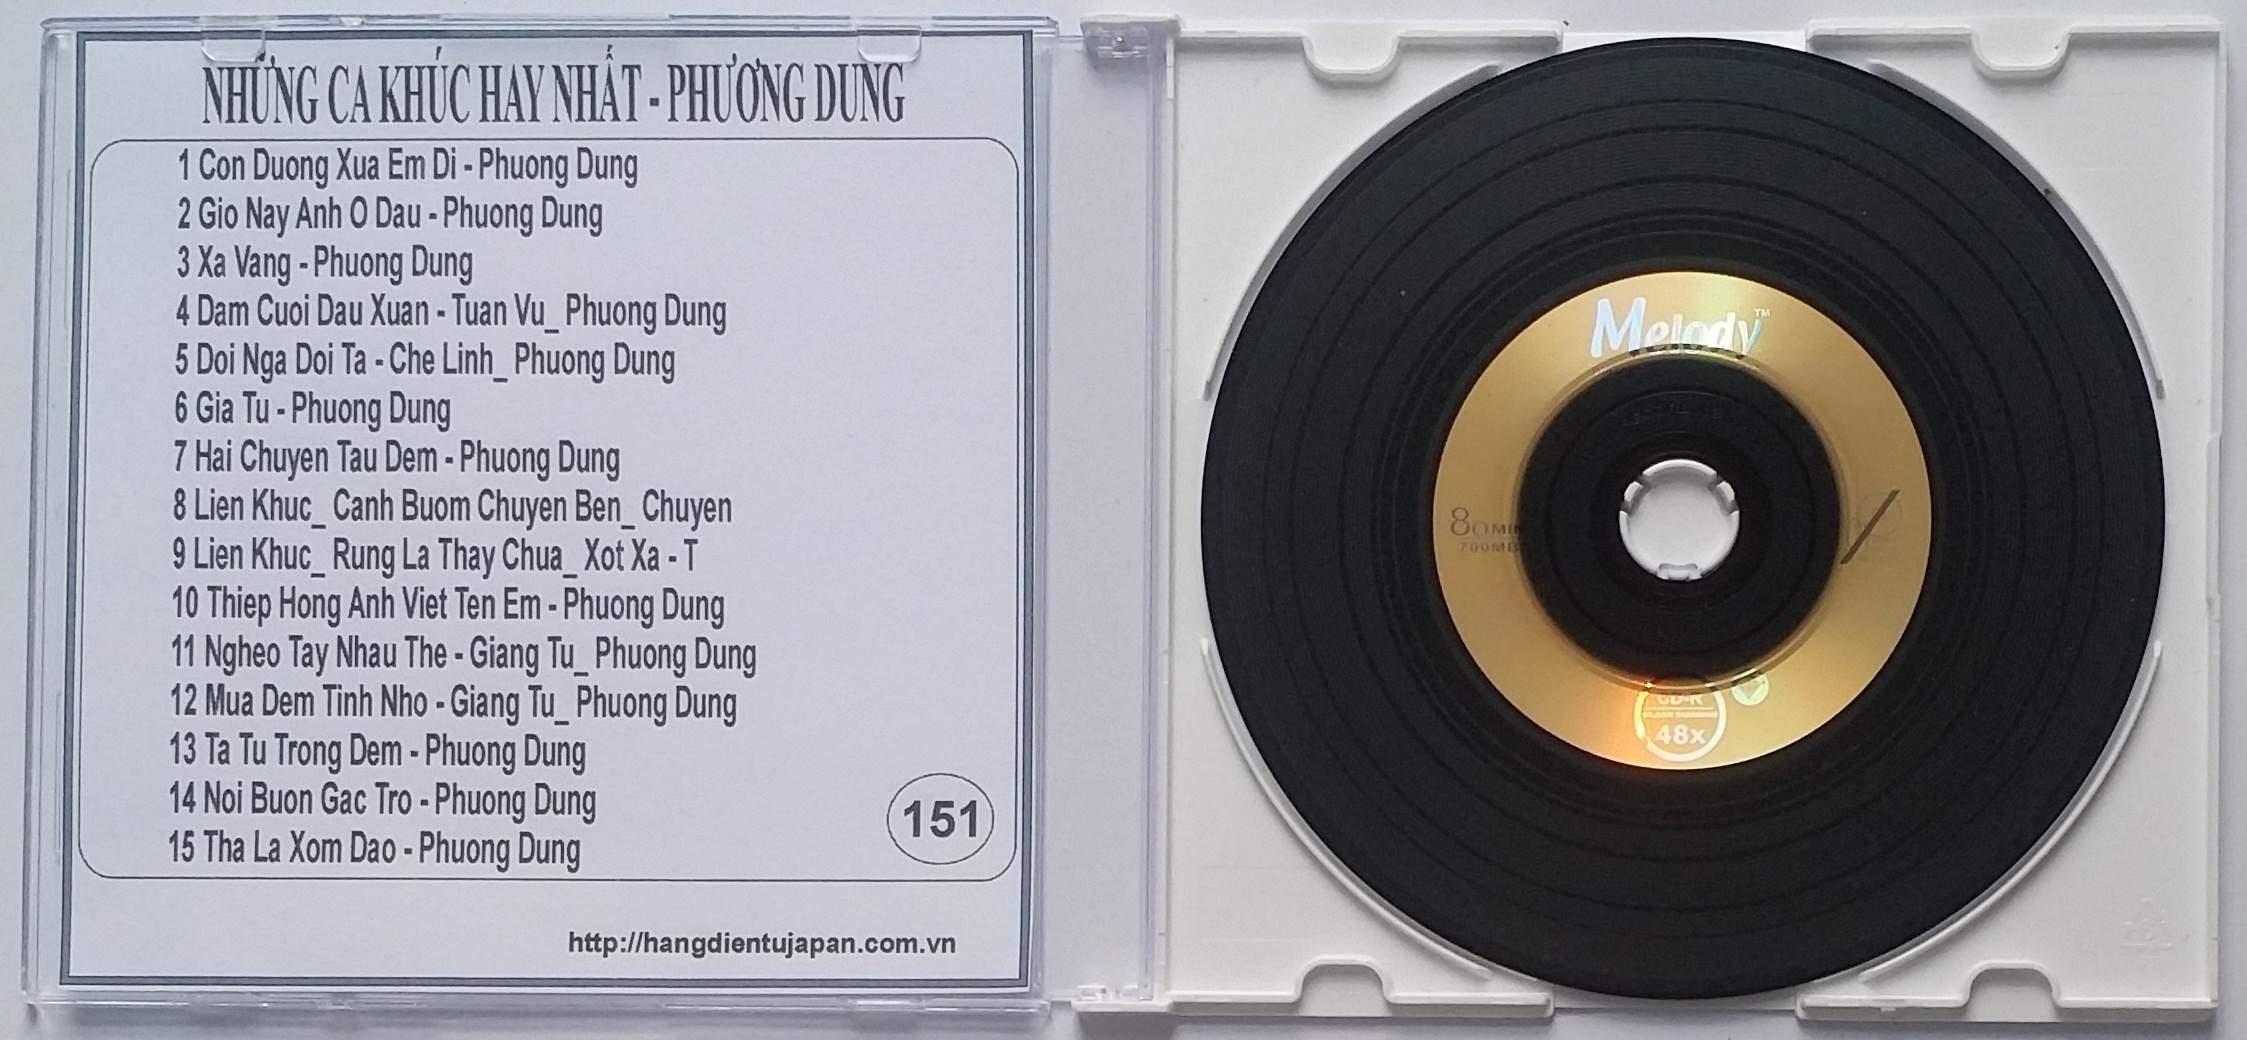 NHỮNG CA KHÚC HAY NHẤT - PHƯƠNG DUNG
1 Con Duong Xua Em Di - Phuong Dung
2 Gio Nay Anh O Dau - Phuong Dung
3 Xa Vang - Phuong Dung
4 Dam Cuoi Dau Xuan - Tuan Vu_ Phuong Dung
5 Doi Nga Doi Ta - Che Linh_ Phuong Dung
6 Gia Tu - Phuong Dung
7 Hai Chuyen Tau Dem - Phuong Dung
8 Lien Khuc_ Canh Buom Chuyen Ben_ Chuyen
9 Lien Khuc_ Rung La Thay Chua_ Xot Xa - T
10 Thiep Hong Anh Viet Ten Em - Phuong Dung
11 Ngheo Tay Nhau The - Giang Tu_ Phuong Dung
12 Mua Dem Tinh Nho - Giang Tu_ Phuong Dung
13 Ta Tu Trong Dem - Phuong Dung
14 Noi Buon Gac Tro - Phuong Dung
15 Tha La Xom Dao - Phuong Dung
151
http://hangdientujapan.com.vn
Melody™
80MIN
700MB
CD-R
48x